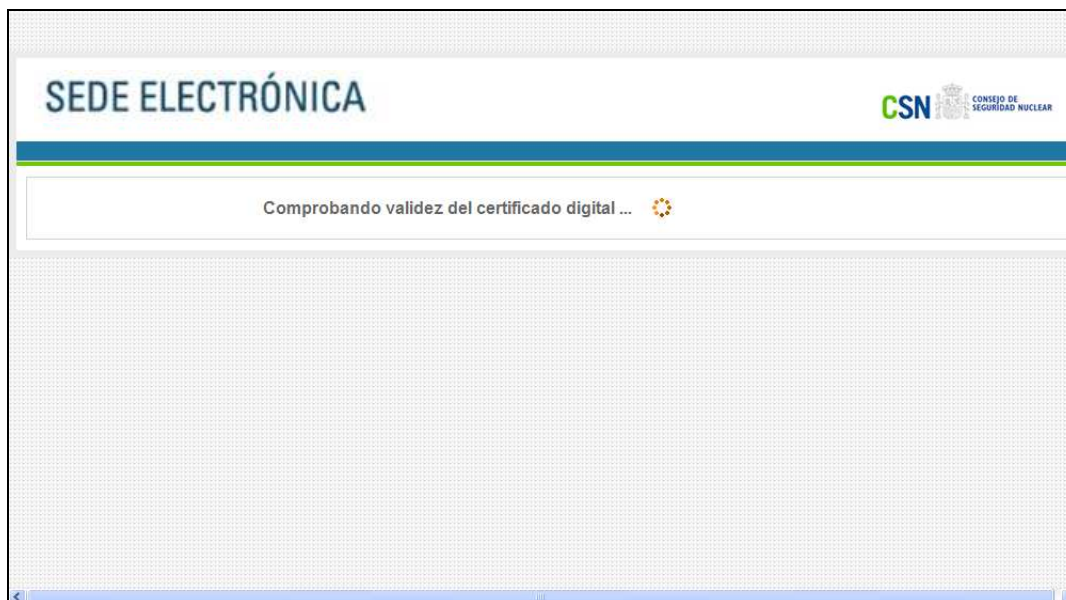 SEDE ELECTRÓNICA
CSN
CONSEJO DE
SEGURIDAD NUCLEAR
Comprobando validez del certificado digital ...